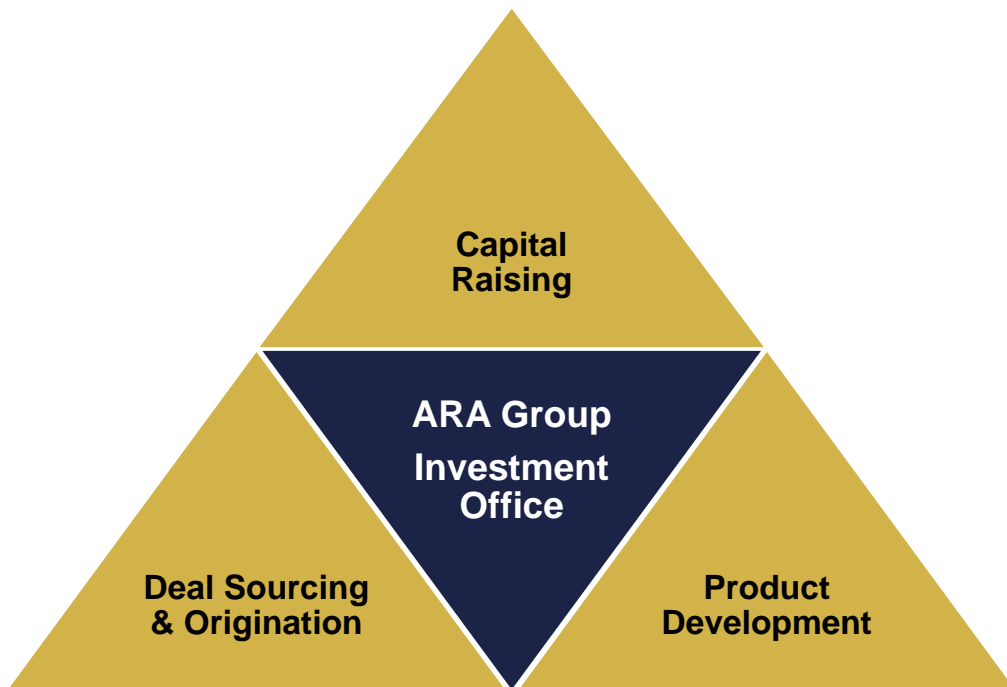 Capital
Raising
ARA Group
Investment
Office
Deal Sourcing
& Origination
Product
Development